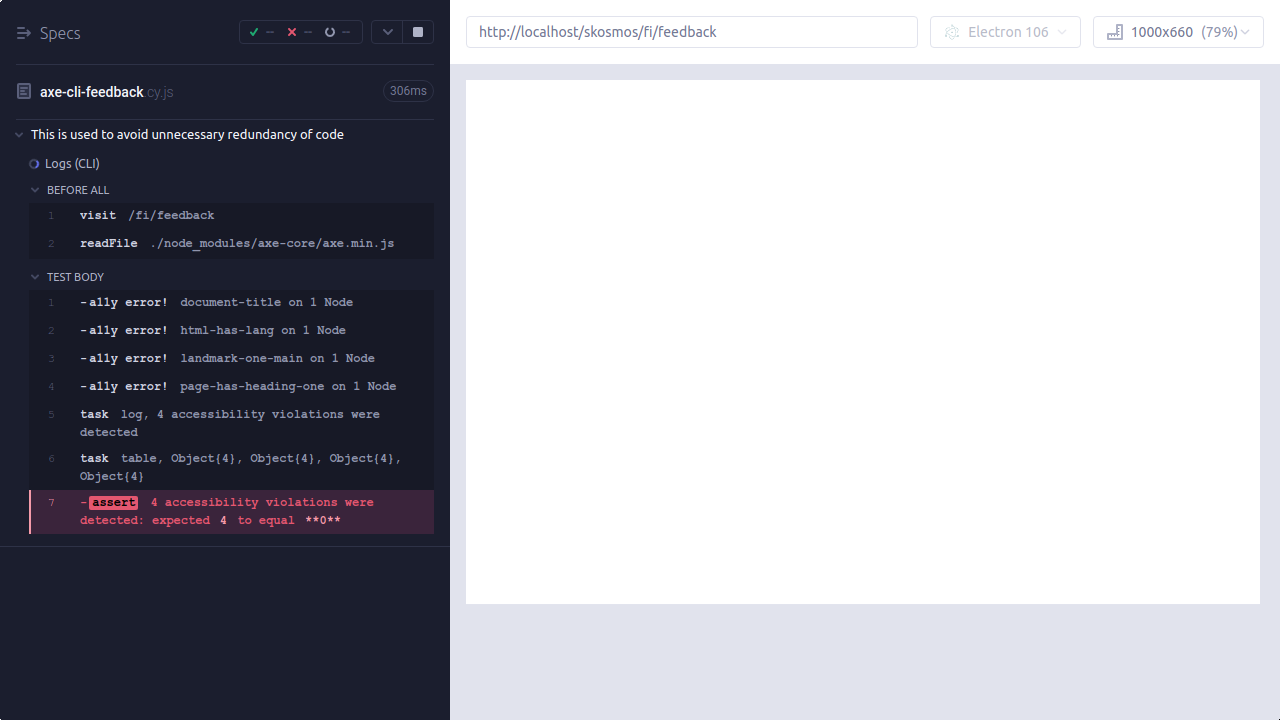 Specs
-- -- --
axe-cli-feedback.cy.js
306ms
This is used to avoid unnecessary redundancy of code
Logs (CLI)
BEFORE ALL
1 visit /fi/feedback
2 readFile ./node_modules/axe-core/axe.min.js
TEST BODY
1 -a11y error! document-title on 1 Node
2 -a11y error! html-has-lang on 1 Node
3 -a11y error! landmark-one-main on 1 Node
4 -a11y error! page-has-heading-one on 1 Node
5 task log, 4 accessibility violations were
detected
6 task table, Object{4}, Object{4}, Object{4},
Object{4}
7 -assert 4 accessibility violations were
detected: expected 4 to equal **0**
http://localhost/skosmos/fi/feedback
Electron 106
1000x660 (79%)